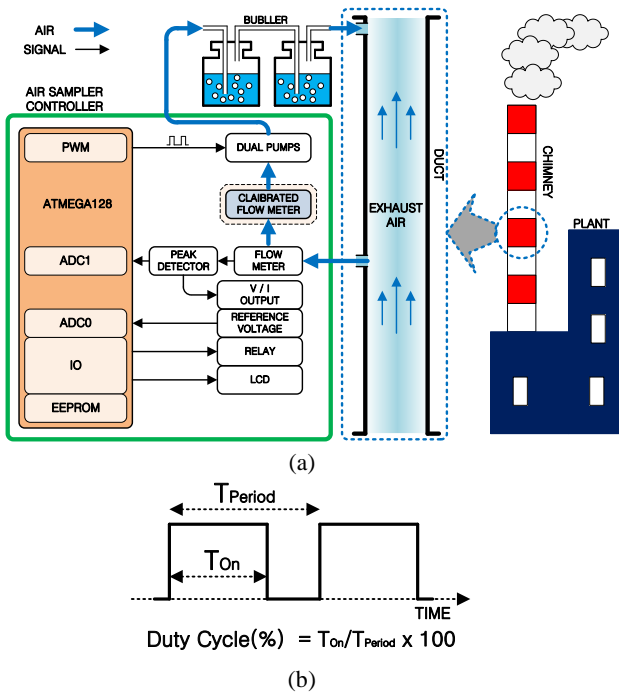 AIR
SIGNAL
BUBLLER
AIR SAMPLER
CONTROLLER
PWM
DUAL PUMPS
ATMEGA128
CLAIBRATED
FLOW METER
ADC1
PEAK
DETECTOR
FLOW
METER
V / I
OUTPUT
ADC0
REFERENCE
VOLTAGE
IO
RELAY
LCD
EEPROM
EXHAUST
AIR
DUCT
CHIMNEY
PLANT
(a)
TPeriod
TOn
TIME
Duty Cycle(%) = TOn/TPeriod x 100
(b)